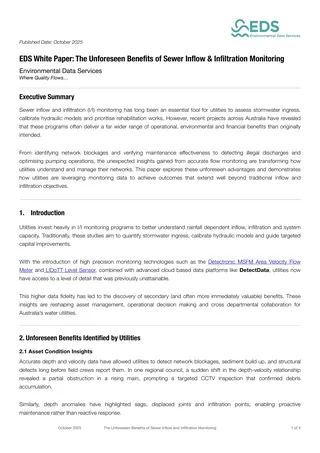 EDS
Environmental Data Services
Published Date: October 2025
EDS White Paper: The Unforeseen Benefits of Sewer Inflow & Infiltration Monitoring
Environmental Data Services
Where Quality Flows...
Executive Summary
Sewer inflow and infiltration (I/I) monitoring has long been an essential tool for utilities to assess stormwater ingress,
calibrate hydraulic models and prioritise rehabilitation works. However, recent projects across Australia have revealed
that these programs often deliver a far wider range of operational, environmental and financial benefits than originally
intended.
From identifying network blockages and verifying maintenance effectiveness to detecting illegal discharges and
optimising pumping operations, the unexpected insights gained from accurate flow monitoring are transforming how
utilities understand and manage their networks. This paper explores these unforeseen advantages and demonstrates
how utilities are leveraging monitoring data to achieve outcomes that extend well beyond traditional inflow and
infiltration objectives.
1. Introduction
Utilities invest heavily in I/I monitoring programs to better understand rainfall dependent inflow, infiltration and system
capacity. Traditionally, these studies aim to quantify stormwater ingress, calibrate hydraulic models and guide targeted
capital improvements.
With the introduction of high precision monitoring technologies such as the Detectronic MSFM Area Velocity Flow
Meter and LIDoTT Level Sensor, combined with advanced cloud based data platforms like DetectData, utilities now
have access to a level of detail that was previously unattainable.
This higher data fidelity has led to the discovery of secondary (and often more immediately valuable) benefits. These
insights are reshaping asset management, operational decision making and cross departmental collaboration for
Australia's water utilities.
2. Unforeseen Benefits Identified by Utilities
2.1 Asset Condition Insights
Accurate depth and velocity data have allowed utilities to detect network blockages, sediment build up, and structural
defects long before field crews report them. In one regional council, a sudden shift in the depth-velocity relationship
revealed a partial obstruction in a rising main, prompting a targeted CCTV inspection that confirmed debris
accumulation.
Similarly, depth anomalies have highlighted sags, displaced joints and infiltration points, enabling proactive
maintenance rather than reactive response.
October 2025 The Unforeseen Benefits of Sewer Inflow and Infiltration Monitoring 1 of 4